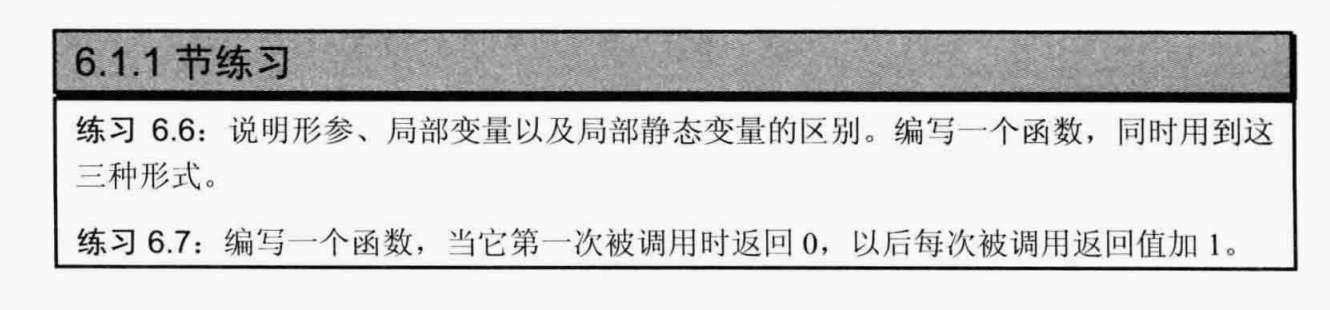 6.1.1 节练习
练习 6.6：说明形参、局部变量以及局部静态变量的区别。编写一个函数，同时用到这
三种形式。
练习 6.7：编写一个函数，当它第一次被调用时返回 0，以后每次被调用返回值加 1。